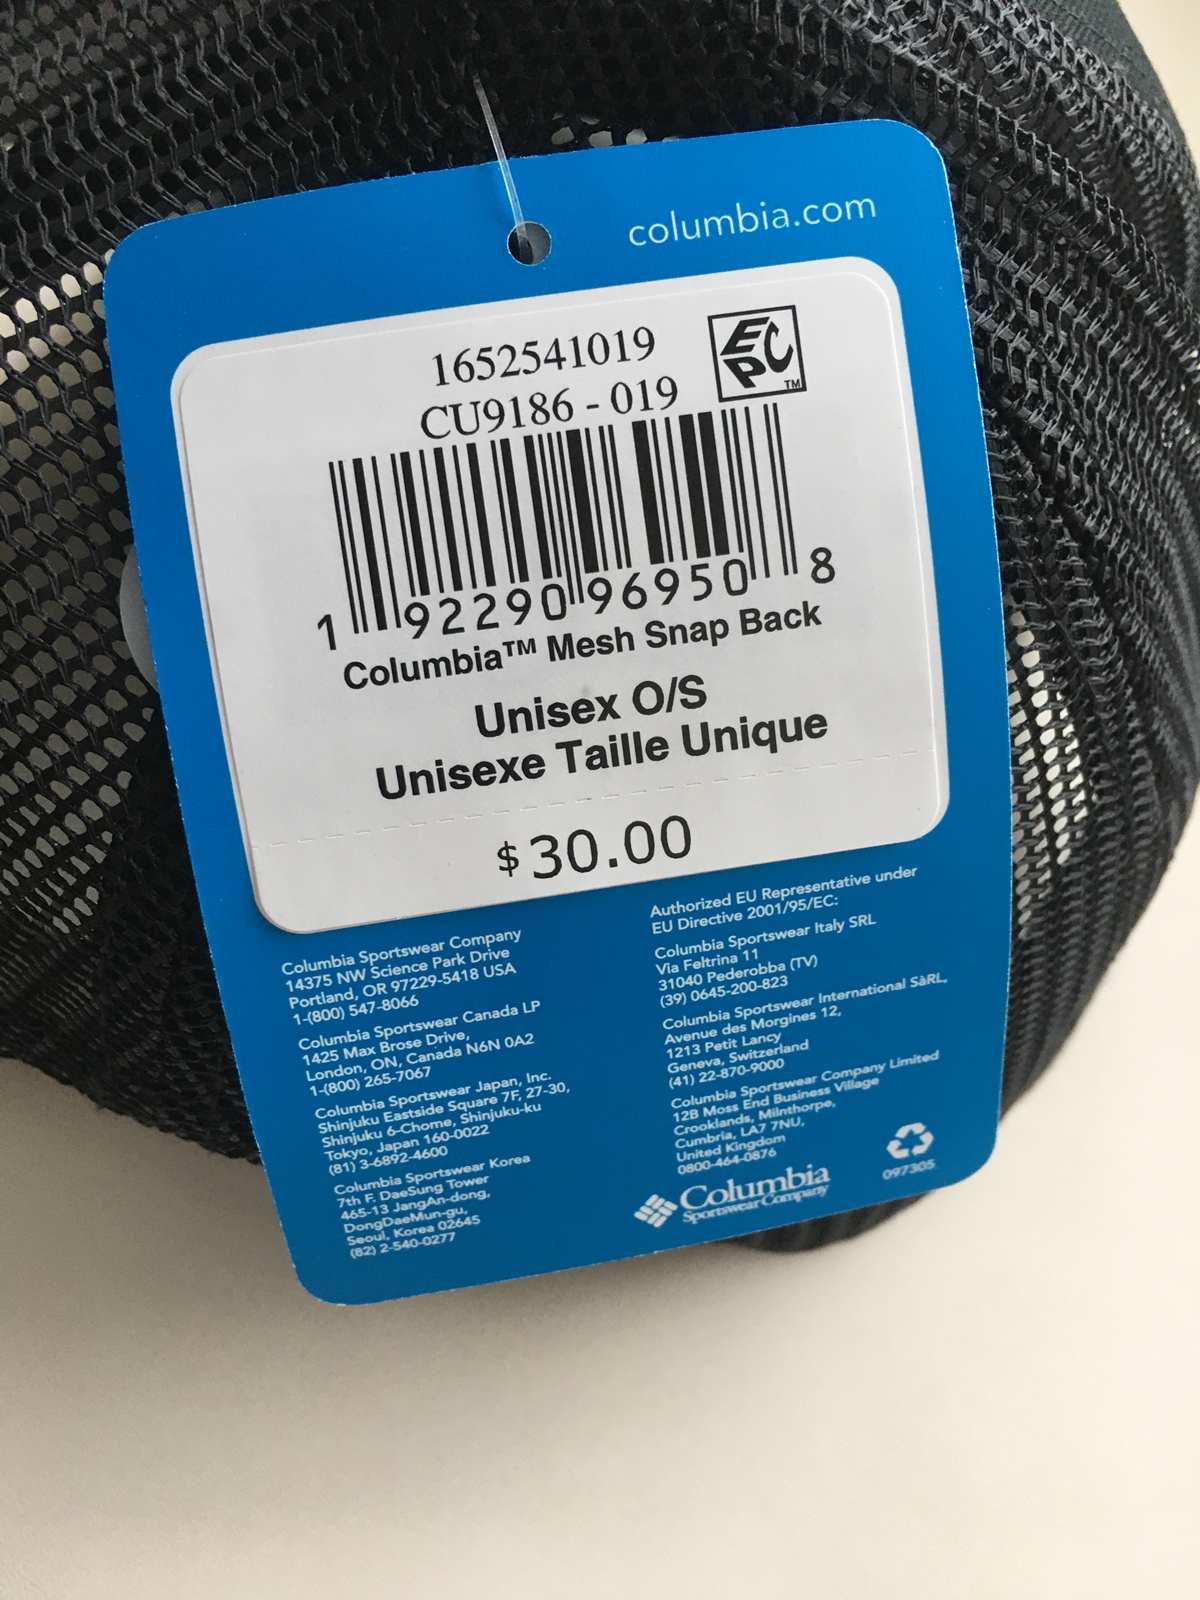 columbia.com
1652541019
EPC TM
CU9186 - 019
1 92290 96950 8
Columbia™ Mesh Snap Back
Unisex O/S
Unisexe Taille Unique
$30.00
Columbia Sportswear Company
14375 NW Science Park Drive
Portland, OR 97229-5418 USA
1-(800) 547-8066
Columbia Sportswear Canada LP
1425 Max Brose Drive,
London, ON, Canada N6N 0A2
1-(800) 265-7067
Columbia Sportswear Japan, Inc.
Shinjuku Eastside Square 7F, 27-30,
Shinjuku 6-Chome, Shinjuku-ku
Tokyo, Japan 160-0022
(81) 3-6892-4600
Columbia Sportswear Korea
7th F. DaeSung Tower
465-13 JangAn-dong,
DongDaeMun-gu,
Seoul, Korea 02645
(82) 2-540-0277
Authorized EU Representative under
EU Directive 2001/95/EC:
Columbia Sportswear Italy SRL
Via Feltrina 11
31040 Pederobba (TV)
(39) 0645-200-823
Columbia Sportswear International SàRL,
Avenue des Morgines 12,
1213 Petit Lancy
Geneva, Switzerland
(41) 22-870-9000
Columbia Sportswear Company Limited
12B Moss End Business Village
Crooklands, Milnthorpe,
Cumbria, LA7 7NU,
United Kingdom
0800-464-0876
Columbia
Sportswear Company
097305